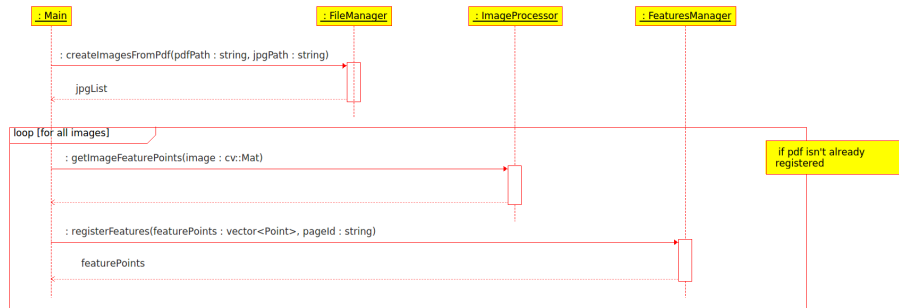 : Main
: FileManager
: ImageProcessor
: FeaturesManager
: createImagesFromPdf(pdfPath : string, jpgPath : string)
jpgList
loop [for all images]
if pdf isn't already
registered
: getImageFeaturePoints(image : cv::Mat)
: registerFeatures(featurePoints : vector<Point>, pageId : string)
featurePoints